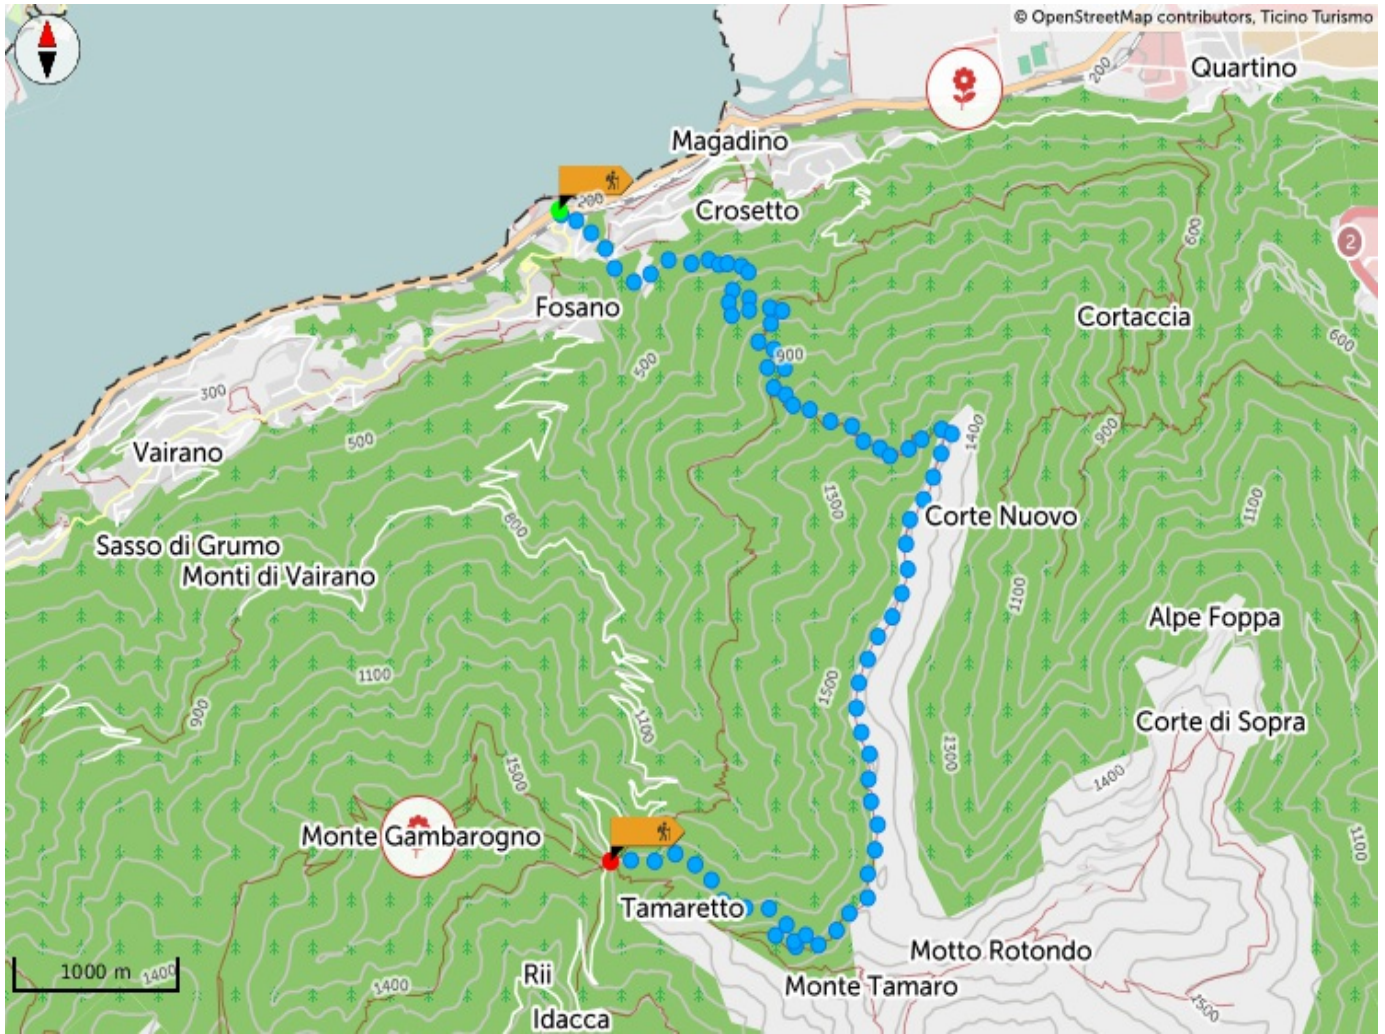 © OpenStreetMap contributors, Ticino Turismo
Quartino
200
Magadino
200
Crosetto
600
2
Fosano
Cortaccia
600
900
500
300
500
Vairano
1400
900
1300
1100
Corte Nuovo
800
Sasso di Grumo
Monti di Vairano
1100
Alpe Foppa
1100
1500
900
1100
Corte di Sopra
1300
1500
1400
Monte Gambarogno
1100
Tamaretto
Motto Rotondo
1000 m
1400
Rii
1400
Monte Tamaro
1500
Idacca